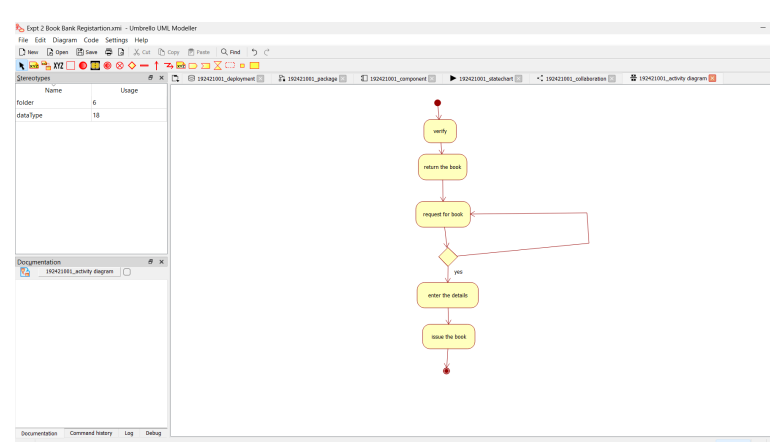 Expt 2 Book Bank Registartion.xmi - Umbrello UML Modeller
File Edit Diagram Code Settings Help
New Open Save Cut Copy Paste Find
XYZ
Stereotypes
192421001_deployment 192421001_package 192421001_component 192421001_statechart 192421001_collaboration 192421001_activity diagram
Name Usage
folder 6
dataType 18
verify
return the book
request for book
yes
enter the details
issue the book
Documentation
192421001_activity diagram
Documentation Command history Log Debug